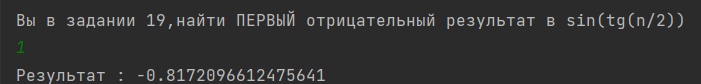 Вы в задании 19,найти ПЕРВЫЙ отрицательный результат в sin(tg(n/2))
1
Результат : -0.8172096612475641